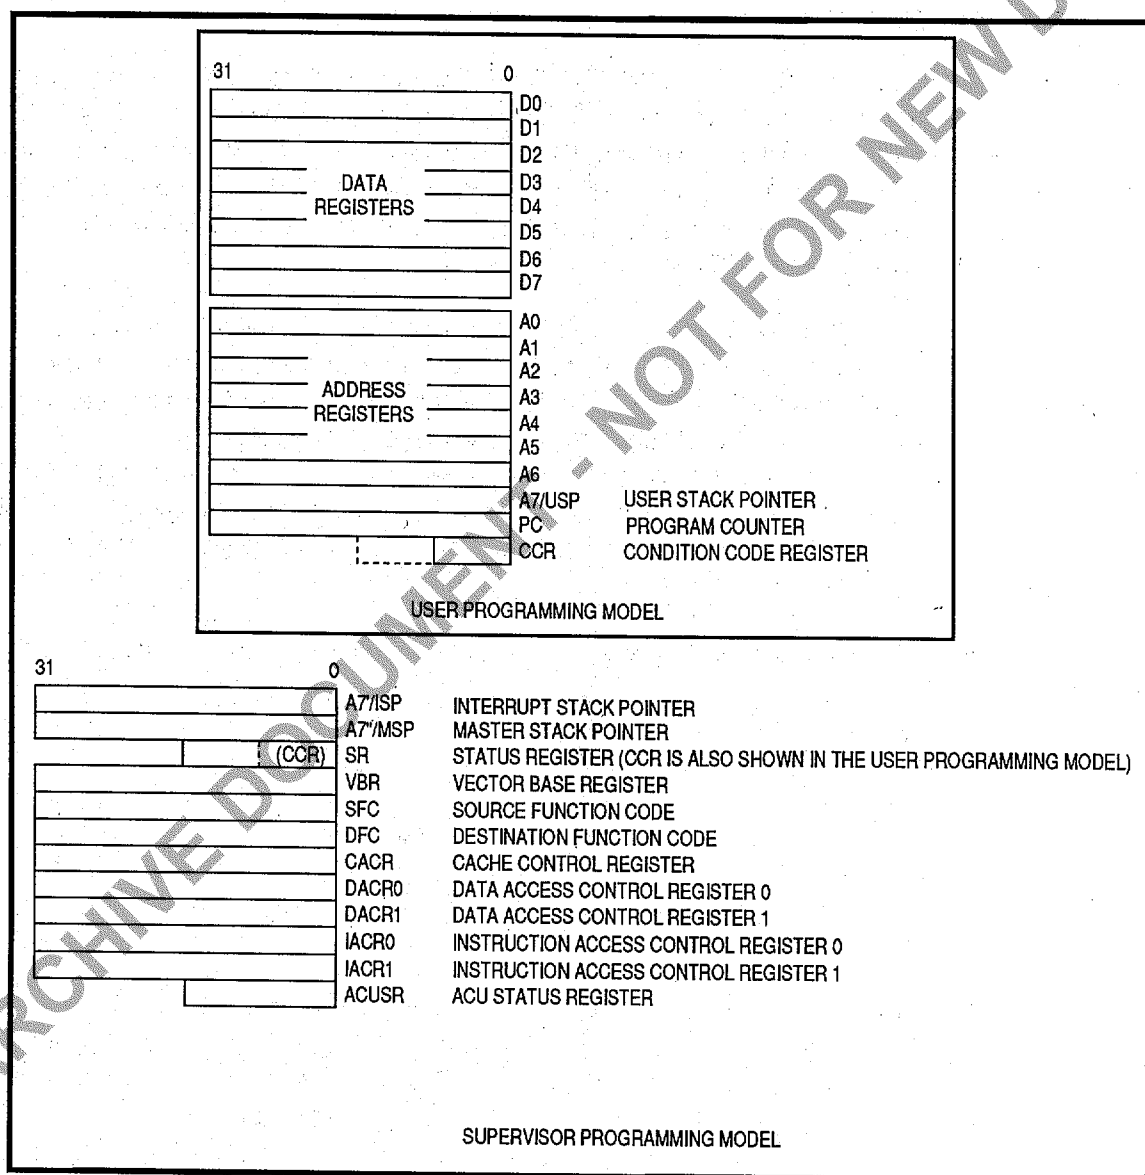 31 0
D0
D1
D2
DATA D3
REGISTERS D4
D5
D6
D7
A0
A1
A2
ADDRESS A3
REGISTERS A4
A5
A6
A7/USP USER STACK POINTER
PC PROGRAM COUNTER
CCR CONDITION CODE REGISTER
USER PROGRAMMING MODEL
31 0
A7'/ISP INTERRUPT STACK POINTER
A7"/MSP MASTER STACK POINTER
(CCR) SR STATUS REGISTER (CCR IS ALSO SHOWN IN THE USER PROGRAMMING MODEL)
VBR VECTOR BASE REGISTER
SFC SOURCE FUNCTION CODE
DFC DESTINATION FUNCTION CODE
CACR CACHE CONTROL REGISTER
DACR0 DATA ACCESS CONTROL REGISTER 0
DACR1 DATA ACCESS CONTROL REGISTER 1
IACR0 INSTRUCTION ACCESS CONTROL REGISTER 0
IACR1 INSTRUCTION ACCESS CONTROL REGISTER 1
ACUSR ACU STATUS REGISTER
SUPERVISOR PROGRAMMING MODEL
DOCUMENT - NOT FOR NEW